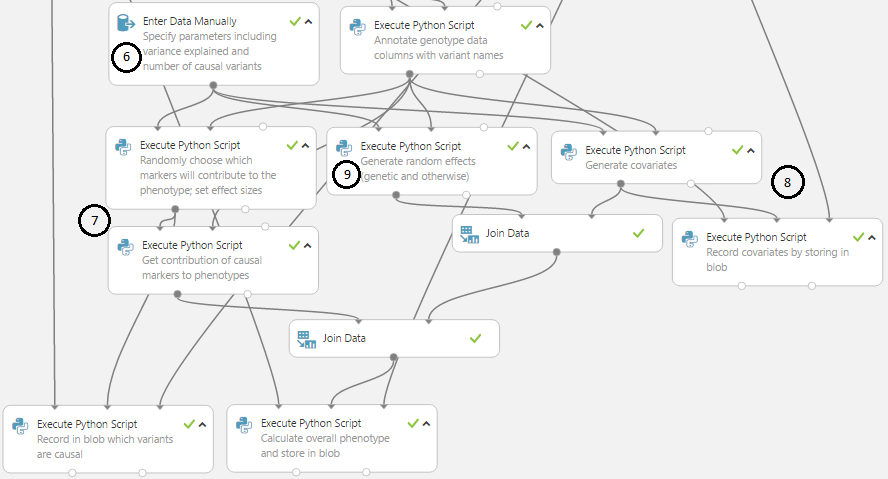 Enter Data Manually
Specify parameters including
variance explained and
number of causal variants
6
Execute Python Script
Annotate genotype data
columns with variant names
Execute Python Script
Randomly choose which
markers will contribute to the
phenotype; set effect sizes
Execute Python Script
Generate random effects
(genetic and otherwise)
9
Execute Python Script
Generate covariates
8
7
Execute Python Script
Get contribution of causal
markers to phenotypes
Join Data
Execute Python Script
Record covariates by storing in
blob
Join Data
Execute Python Script
Record in blob which variants
are causal
Execute Python Script
Calculate overall phenotype
and store in blob